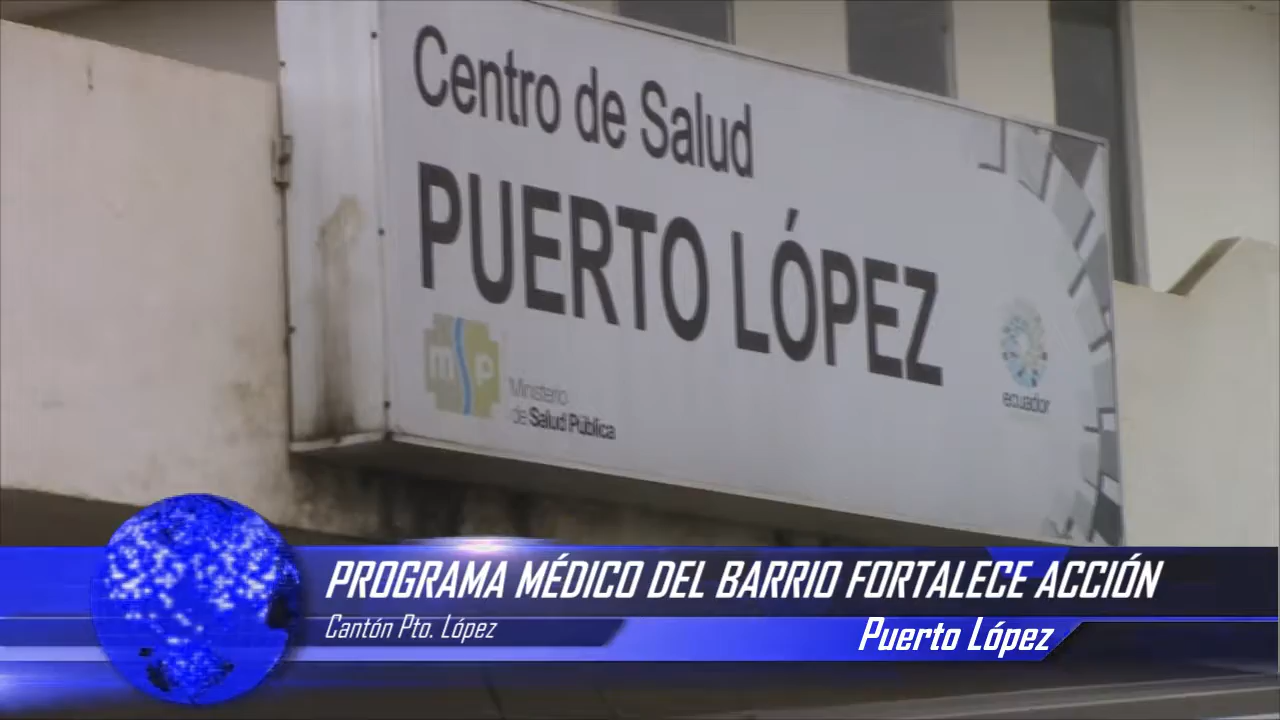 Centro de Salud
PUERTO LÓPEZ
msp
Ministerio
de Salud Pública
ecuador
PROGRAMA MÉDICO DEL BARRIO FORTALECE ACCIÓN
Cantón Pto. López
Puerto López